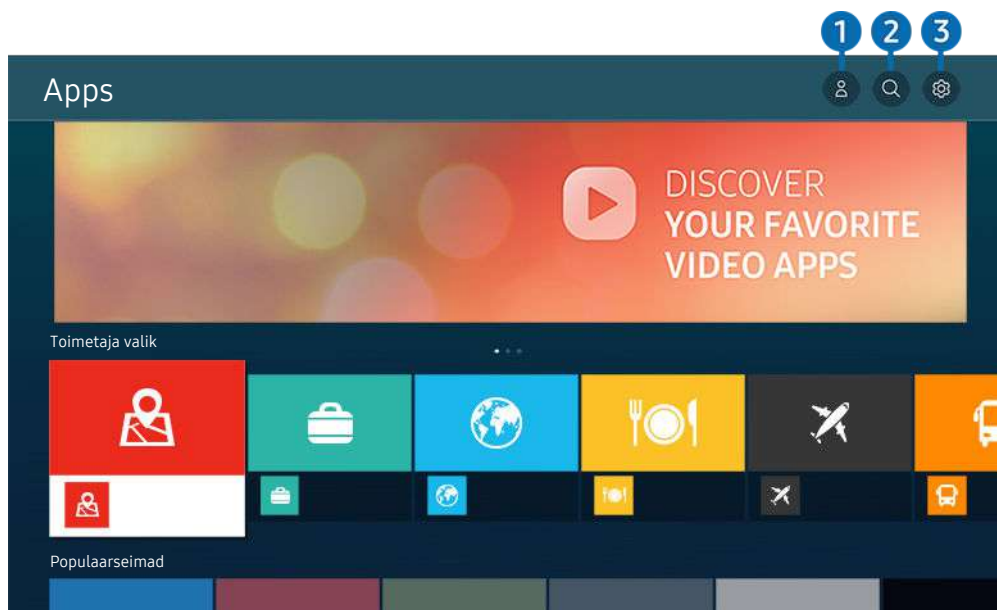 1 2 3
Apps
DISCOVER
YOUR FAVORITE
VIDEO APPS
Toimetaja valik
Populaarseimad